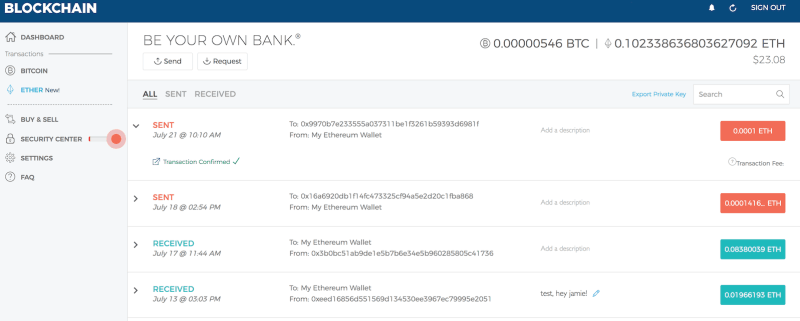 BLOCKCHAIN
SIGN OUT
DASHBOARD
Transactions
BITCOIN
ETHER New!
BUY & SELL
SECURITY CENTER
SETTINGS
FAQ
BE YOUR OWN BANK.®
0.00000546 BTC | 0.102338636803627092 ETH
$23.08
Send
Request
ALL SENT RECEIVED
Export Private Key
Search
SENT
July 21 @ 10:10 AM
To: 0x9970b7e233555a037311be1f3261b59393d6981f
From: My Ethereum Wallet
Add a description
0.0001 ETH
Transaction Confirmed
Transaction Fee:
SENT
July 18 @ 02:54 PM
To: 0x16a6920db1f14fc473325cf94a5e2d20c1fba868
From: My Ethereum Wallet
Add a description
0.0001416... ETH
RECEIVED
July 17 @ 11:44 AM
To: My Ethereum Wallet
From: 0x3b0bc51ab9de1e5b7b6e34e5b960285805c41736
Add a description
0.08380039 ETH
RECEIVED
July 13 @ 03:03 PM
To: My Ethereum Wallet
From: 0xeed16856d551569d134530ee3967ec79995e2051
test, hey jamie!
0.01966193 ETH